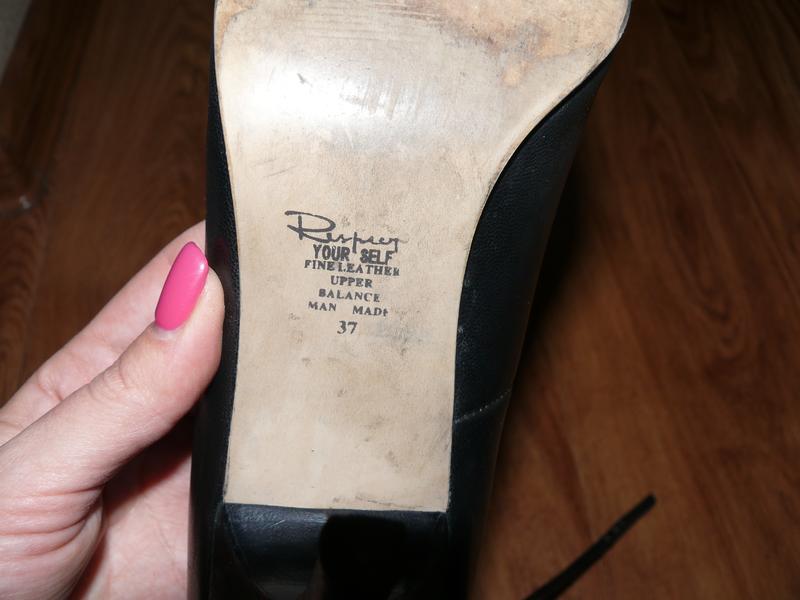 Respect
YOUR SELF
FINE LEATHER
UPPER
BALANCE
MAN MADE
37